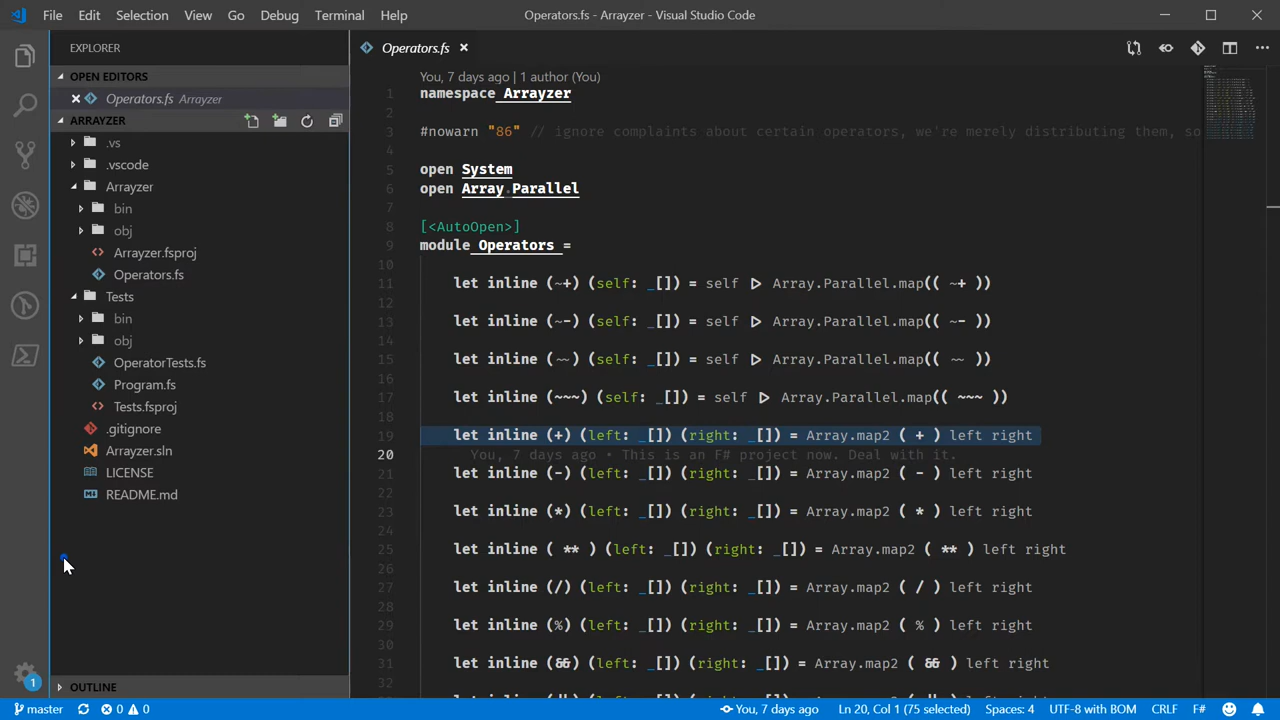 File Edit Selection View Go Debug Terminal Help
Operators.fs - Arrayzer - Visual Studio Code
EXPLORER
OPEN EDITORS
Operators.fs Arrayzer
ARRAYZER
.vs
.vscode
Arrayzer
bin
obj
Arrayzer.fsproj
Operators.fs
Tests
bin
obj
OperatorTests.fs
Program.fs
Tests.fsproj
.gitignore
Arrayzer.sln
LICENSE
README.md
OUTLINE
Operators.fs
You, 7 days ago | 1 author (You)
1 namespace Arrayzer
2
3 #nowarn "86" // ignore complaints about certain operators, we're merely distributing them, so
4
5 open System
6 open Array.Parallel
7
8 [<AutoOpen>]
9 module Operators =
10
11 let inline (~+) (self: _[]) = self ▷ Array.Parallel.map(( ~+ ))
12
13 let inline (~-) (self: _[]) = self ▷ Array.Parallel.map(( ~- ))
14
15 let inline (~~) (self: _[]) = self ▷ Array.Parallel.map(( ~~ ))
16
17 let inline (~~~) (self: _[]) = self ▷ Array.Parallel.map(( ~~~ ))
18
19 let inline (+) (left: _[]) (right: _[]) = Array.map2 ( + ) left right
20 You, 7 days ago • This is an F# project now. Deal with it.
21 let inline (-) (left: _[]) (right: _[]) = Array.map2 ( - ) left right
22
23 let inline (*) (left: _[]) (right: _[]) = Array.map2 ( * ) left right
24
25 let inline ( ** ) (left: _[]) (right: _[]) = Array.map2 ( ** ) left right
26
27 let inline (/) (left: _[]) (right: _[]) = Array.map2 ( / ) left right
28
29 let inline (%) (left: _[]) (right: _[]) = Array.map2 ( % ) left right
30
31 let inline (&&) (left: _[]) (right: _[]) = Array.map2 ( && ) left right
32
1
master 0 0 You, 7 days ago Ln 20, Col 1 (75 selected) Spaces: 4 UTF-8 with BOM CRLF F#